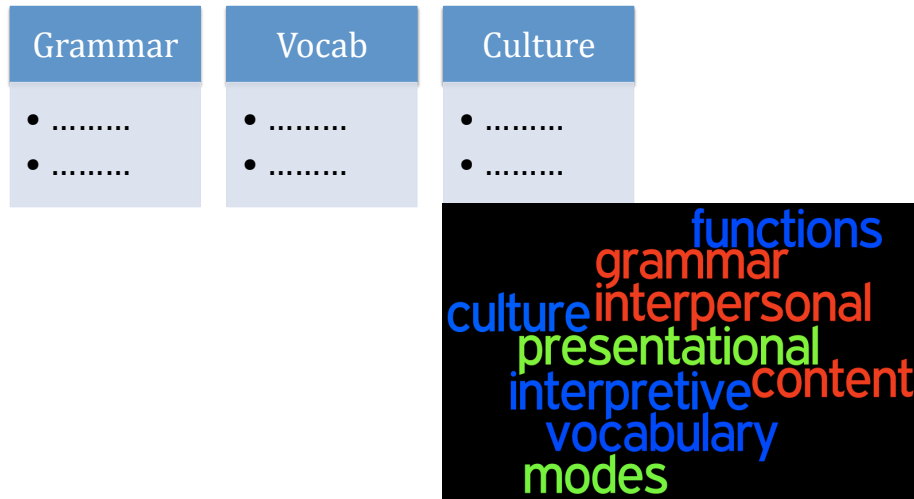 Grammar
• .........
• .........
Vocab
• .........
• .........
Culture
• .........
• .........
functions
grammar
culture interpersonal
presentational
interpretive content
vocabulary
modes